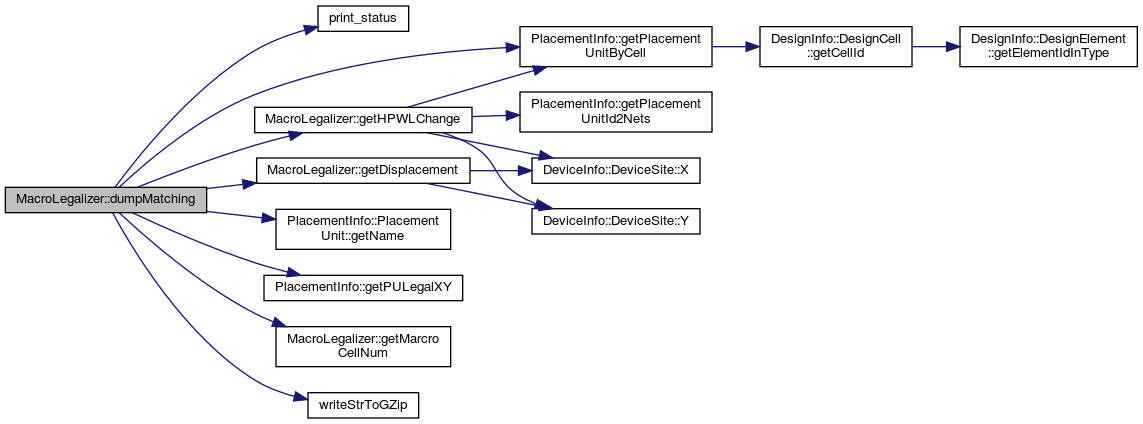 print_status
PlacementInfo::getPlacement
UnitByCell
DesignInfo::DesignCell
::getCellId
DesignInfo::DesignElement
::getElementIdInType
MacroLegalizer::getHPWLChange
PlacementInfo::getPlacement
UnitId2Nets
MacroLegalizer::getDisplacement
DeviceInfo::DeviceSite::X
MacroLegalizer::dumpMatching
PlacementInfo::Placement
Unit::getName
DeviceInfo::DeviceSite::Y
PlacementInfo::getPULegalXY
MacroLegalizer::getMarcro
CellNum
writeStrToGZip